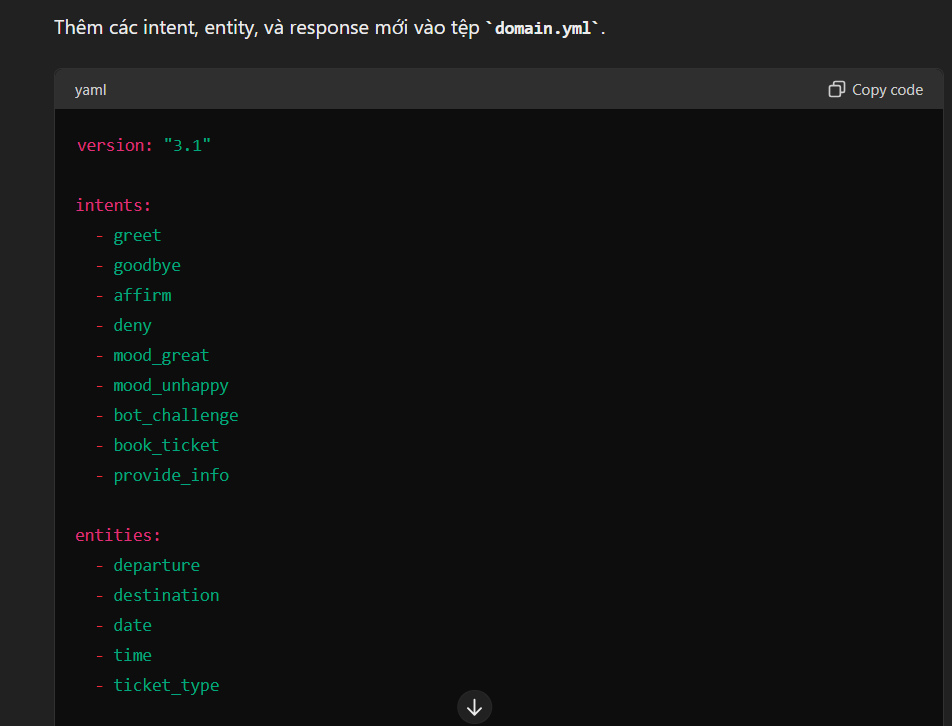 Thêm các intent, entity, và response mới vào tệp `domain.yml`.
yaml
Copy code
version: "3.1"
intents:
- greet
- goodbye
- affirm
- deny
- mood_great
- mood_unhappy
- bot_challenge
- book_ticket
- provide_info
entities:
- departure
- destination
- date
- time
- ticket_type